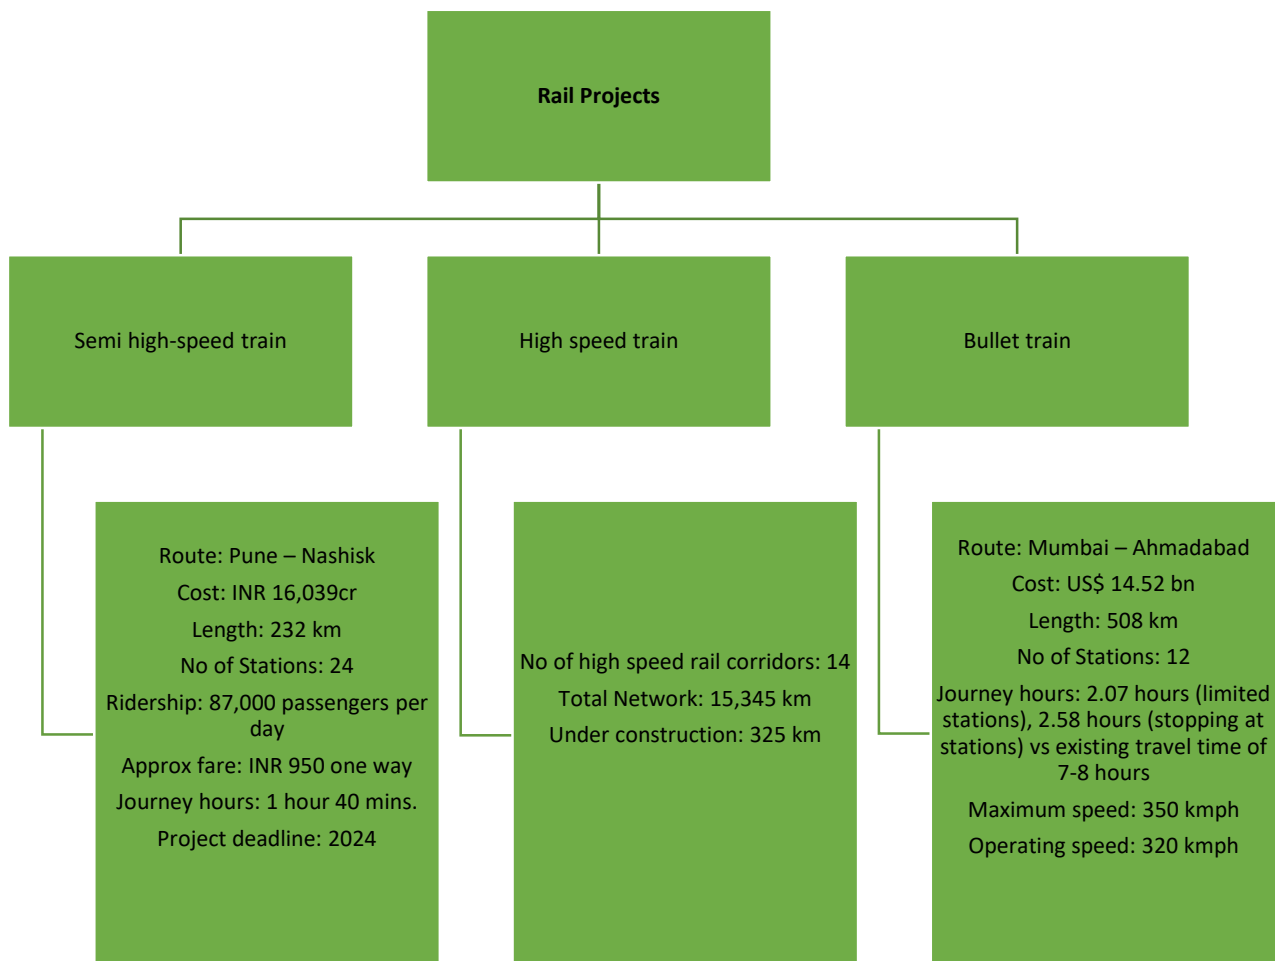 Rail Projects
Semi high-speed train
High speed train
Bullet train
Route: Pune – Nashisk
Cost: INR 16,039cr
Length: 232 km
No of Stations: 24
Ridership: 87,000 passengers per
day
Approx fare: INR 950 one way
Journey hours: 1 hour 40 mins.
Project deadline: 2024
No of high speed rail corridors: 14
Total Network: 15,345 km
Under construction: 325 km
Route: Mumbai – Ahmadabad
Cost: US$ 14.52 bn
Length: 508 km
No of Stations: 12
Journey hours: 2.07 hours (limited
stations), 2.58 hours (stopping at
stations) vs existing travel time of
7-8 hours
Maximum speed: 350 kmph
Operating speed: 320 kmph